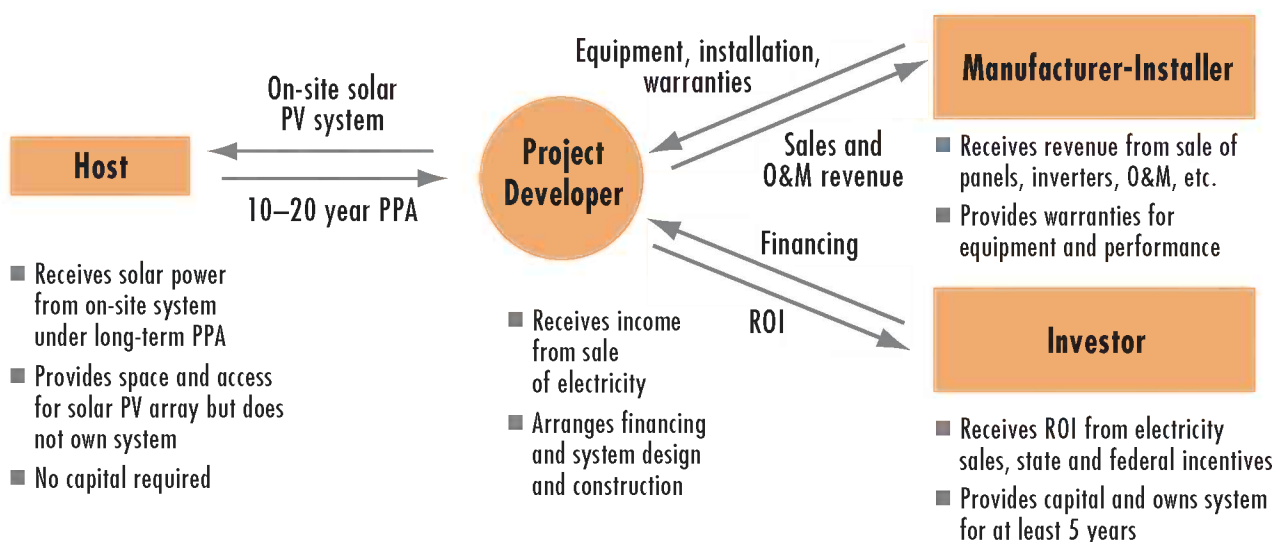 On-site solar
PV system
Host
10–20 year PPA
■ Receives solar power
from on-site system
under long-term PPA
■ Provides space and access
for solar PV array but does
not own system
■ No capital required
Project
Developer
■ Receives income
from sale
of electricity
■ Arranges financing
and system design
and construction
Equipment, installation,
warranties
Sales and
O&M revenue
Financing
ROI
Manufacturer-Installer
■ Receives revenue from sale of
panels, inverters, O&M, etc.
■ Provides warranties for
equipment and performance
Investor
■ Receives ROI from electricity
sales, state and federal incentives
■ Provides capital and owns system
for at least 5 years